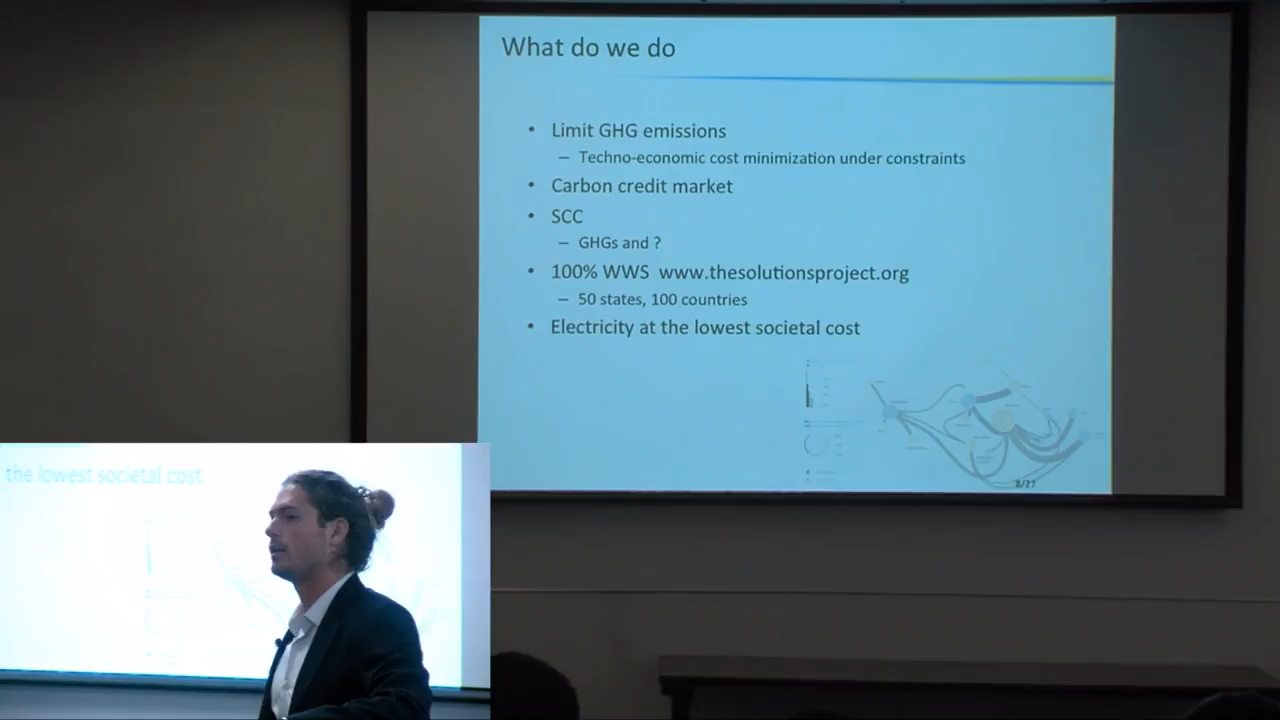 What do we do
• Limit GHG emissions
– Techno-economic cost minimization under constraints
• Carbon credit market
• SCC
– GHGs and ?
• 100% WWS www.thesolutionsproject.org
– 50 states, 100 countries
• Electricity at the lowest societal cost
8/27
the lowest societal cost